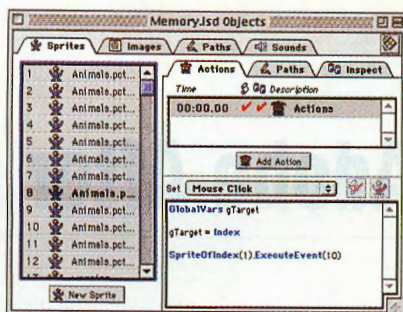 Memory.lsd Objects
Sprites Images Paths Sounds
Actions Paths Inspect
Time Description
00:00.00 Actions
Add Action
1 Animals.pct...
2 Animals.pct...
3 Animals.pct...
4 Animals.pct...
5 Animals.pct...
6 Animals.pct...
7 Animals.pct...
8 Animals.p...
9 Animals.pct...
10 Animals.pct...
11 Animals.pct...
12 Animals.pct...
New Sprite
Set Mouse Click
GlobalVars gTarget
gTarget = Index
SpriteOfIndex(1).ExecuteEvent(10)